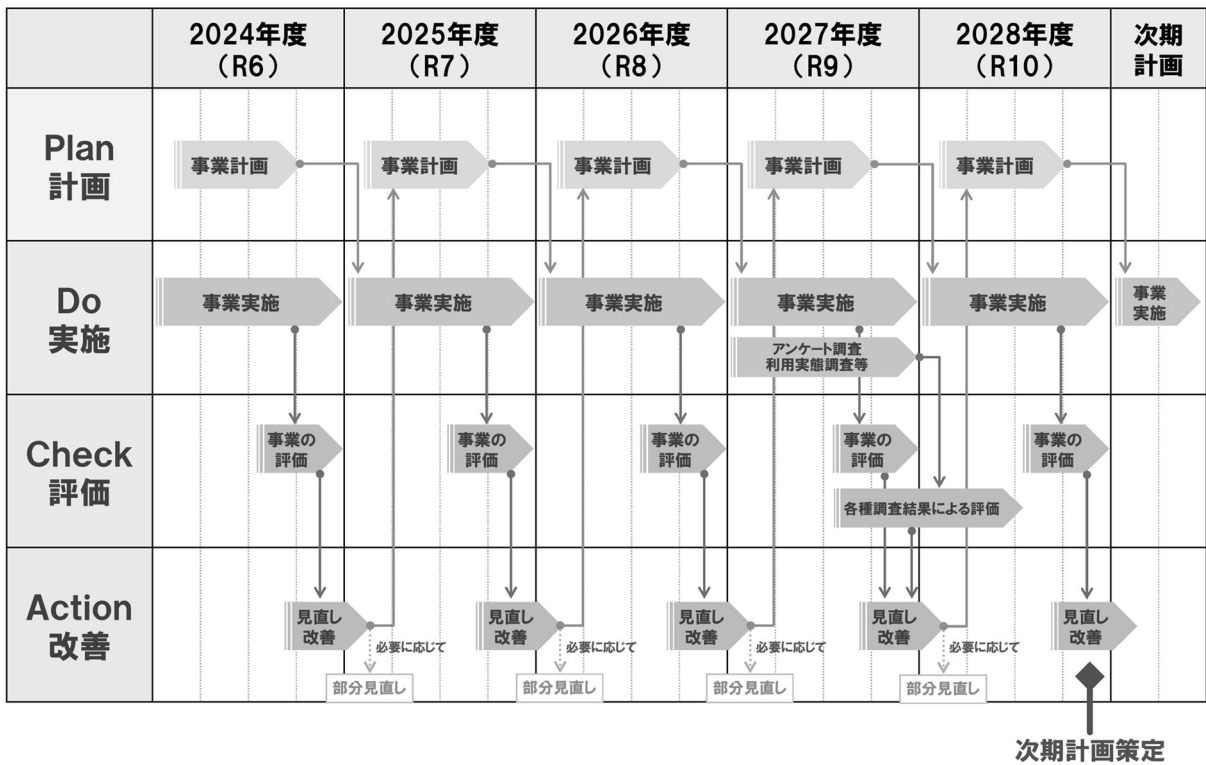 2024年度
（R6）
2025年度
（R7）
2026年度
（R8）
2027年度
（R9）
2028年度
（R10）
次期
計画
Plan
計画
事業計画
事業計画
事業計画
事業計画
事業計画
Do
実施
事業実施
事業実施
事業実施
事業実施
事業実施
事業
実施
アンケート調査
利用実態調査等
Check
評価
事業の
評価
事業の
評価
事業の
評価
事業の
評価
事業の
評価
各種調査結果による評価
Action
改善
見直し
改善
見直し
改善
見直し
改善
見直し
改善
見直し
改善
必要に応じて
必要に応じて
必要に応じて
必要に応じて
部分見直し
部分見直し
部分見直し
部分見直し
次期計画策定